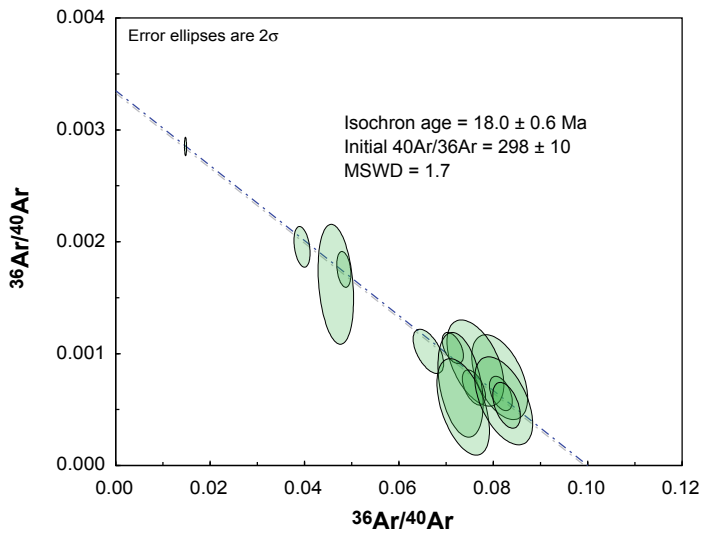 0.004
Error ellipses are 2σ
0.003
Isochron age = 18.0 ± 0.6 Ma
Initial 40Ar/36Ar = 298 ± 10
MSWD = 1.7
36Ar/40Ar
0.002
0.001
0.000
0.00 0.02 0.04 0.06 0.08 0.10 0.12
36Ar/40Ar